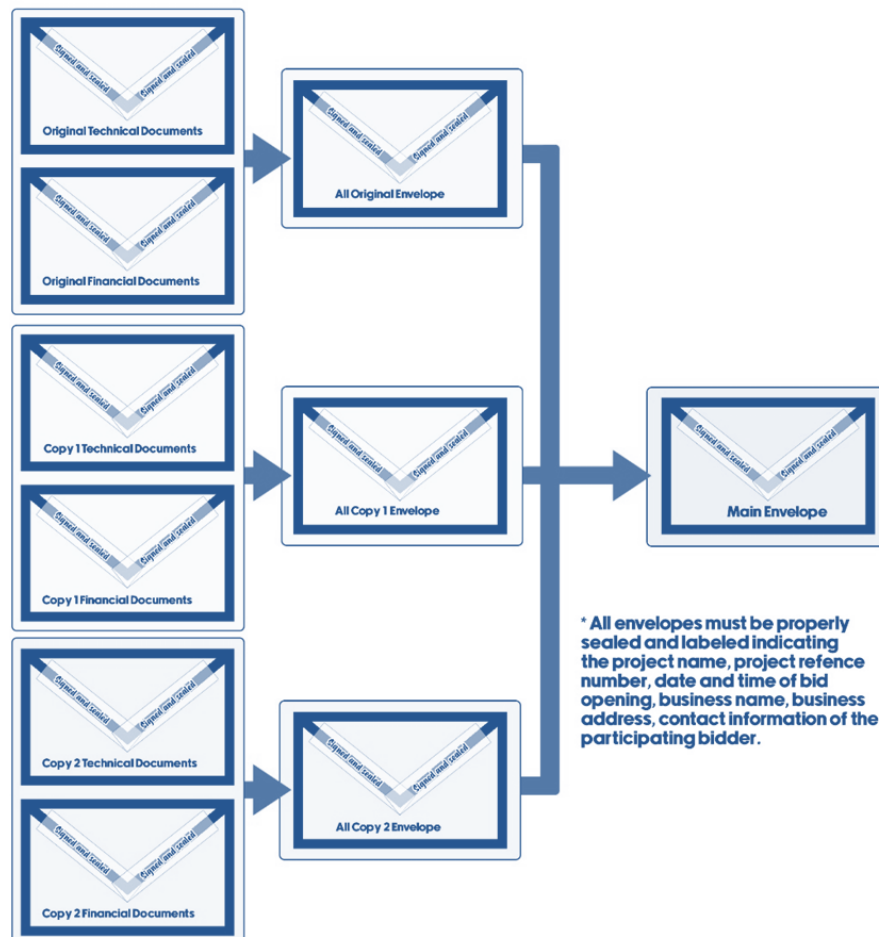 Signed and sealed Signed and sealed
Original Technical Documents
Signed and sealed Signed and sealed
Original Financial Documents
Signed and sealed Signed and sealed
All Original Envelope
Signed and sealed Signed and sealed
Copy 1 Technical Documents
Signed and sealed Signed and sealed
Copy 1 Financial Documents
Signed and sealed Signed and sealed
All Copy 1 Envelope
Signed and sealed Signed and sealed
Copy 2 Technical Documents
Signed and sealed Signed and sealed
Copy 2 Financial Documents
Signed and sealed Signed and sealed
All Copy 2 Envelope
Signed and sealed Signed and sealed
Main Envelope
* All envelopes must be properly
sealed and labeled indicating
the project name, project refence
number, date and time of bid
opening, business name, business
address, contact information of the
participating bidder.